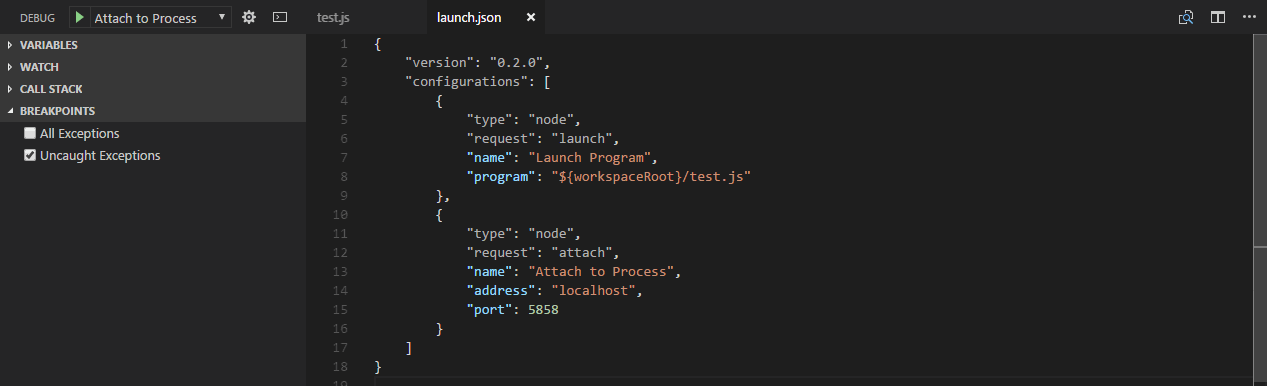 DEBUG Attach to Process
VARIABLES
WATCH
CALL STACK
BREAKPOINTS
All Exceptions
Uncaught Exceptions
test.js launch.json
1 {
2 "version": "0.2.0",
3 "configurations": [
4 {
5 "type": "node",
6 "request": "launch",
7 "name": "Launch Program",
8 "program": "${workspaceRoot}/test.js"
9 },
10 {
11 "type": "node",
12 "request": "attach",
13 "name": "Attach to Process",
14 "address": "localhost",
15 "port": 5858
16 }
17 ]
18 }
19